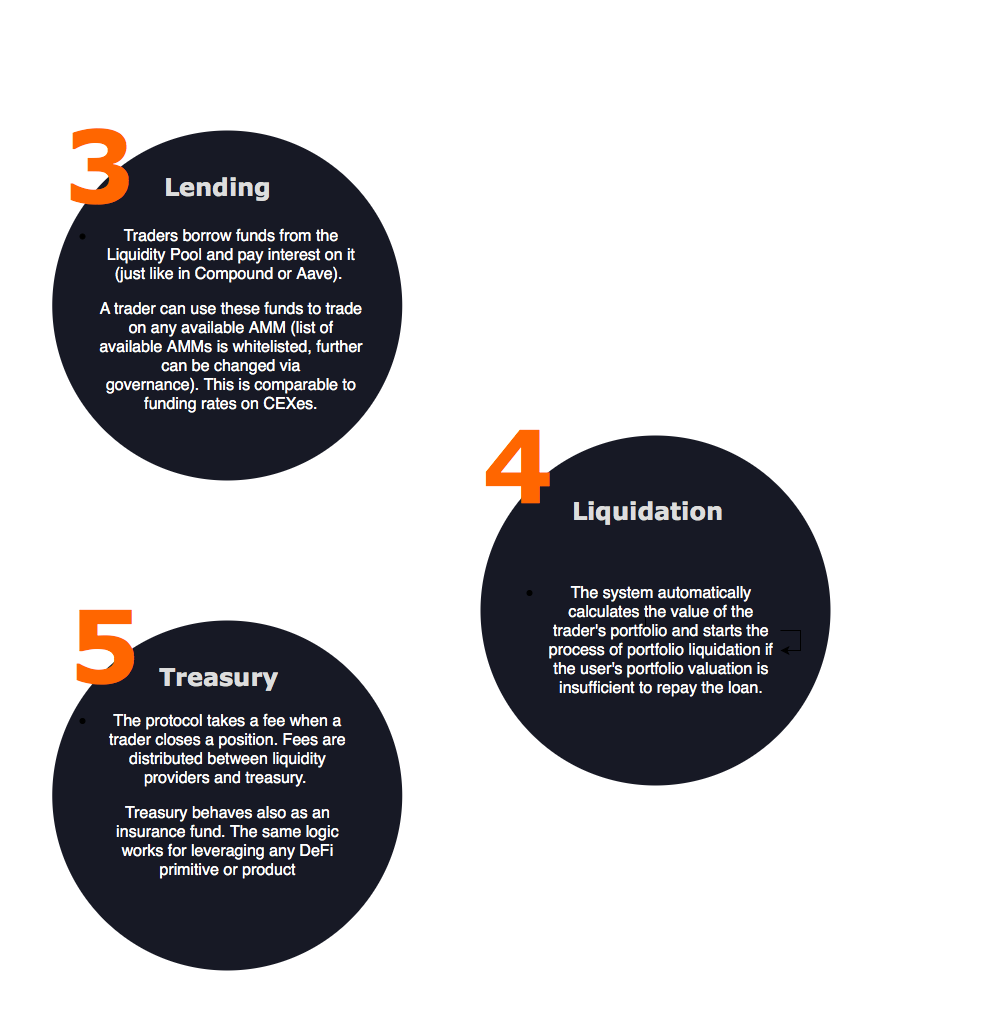 3
Lending
Traders borrow funds from the
Liquidity Pool and pay interest on it
(just like in Compound or Aave).
A trader can use these funds to trade
on any available AMM (list of
available AMMs is whitelisted, further
can be changed via
governance). This is comparable to
funding rates on CEXes.
4
Liquidation
The system automatically
calculates the value of the
trader's portfolio and starts the
process of portfolio liquidation if
the user's portfolio valuation is
insufficient to repay the loan.
5
Treasury
The protocol takes a fee when a
trader closes a position. Fees are
distributed between liquidity
providers and treasury.
Treasury behaves also as an
insurance fund. The same logic
works for leveraging any DeFi
primitive or product